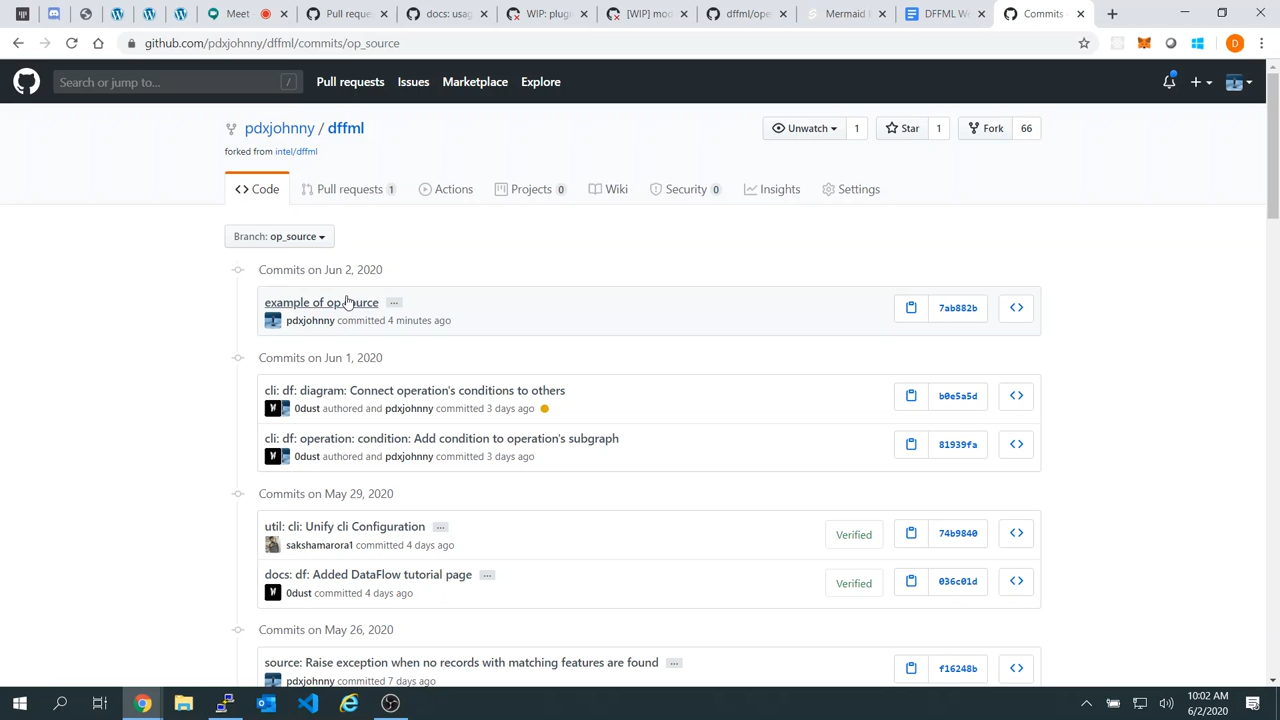 Meet
Pull reque
docs: usag
WIP: plugi
[WIP] mod
dffml/ope
Mermaid l
DFFML We
Commits ·
github.com/pdxjohnny/dffml/commits/op_source
D
Search or jump to...
/
Pull requests
Issues
Marketplace
Explore
pdxjohnny / dffml
Unwatch
1
Star
1
Fork
66
forked from intel/dffml
Code
Pull requests 1
Actions
Projects 0
Wiki
Security 0
Insights
Settings
Branch: op_source
Commits on Jun 2, 2020
example of op_source ...
7ab882b
pdxjohnny committed 4 minutes ago
Commits on Jun 1, 2020
cli: df: diagram: Connect operation's conditions to others
b0e5a5d
0dust authored and pdxjohnny committed 3 days ago
cli: df: operation: condition: Add condition to operation's subgraph
81939fa
0dust authored and pdxjohnny committed 3 days ago
Commits on May 29, 2020
util: cli: Unify cli Configuration ...
Verified
74b9840
sakshamarora1 committed 4 days ago
docs: df: Added DataFlow tutorial page ...
Verified
036c01d
0dust committed 4 days ago
Commits on May 26, 2020
source: Raise exception when no records with matching features are found ...
f16248b
pdxjohnny committed 7 days ago
10:02 AM
6/2/2020